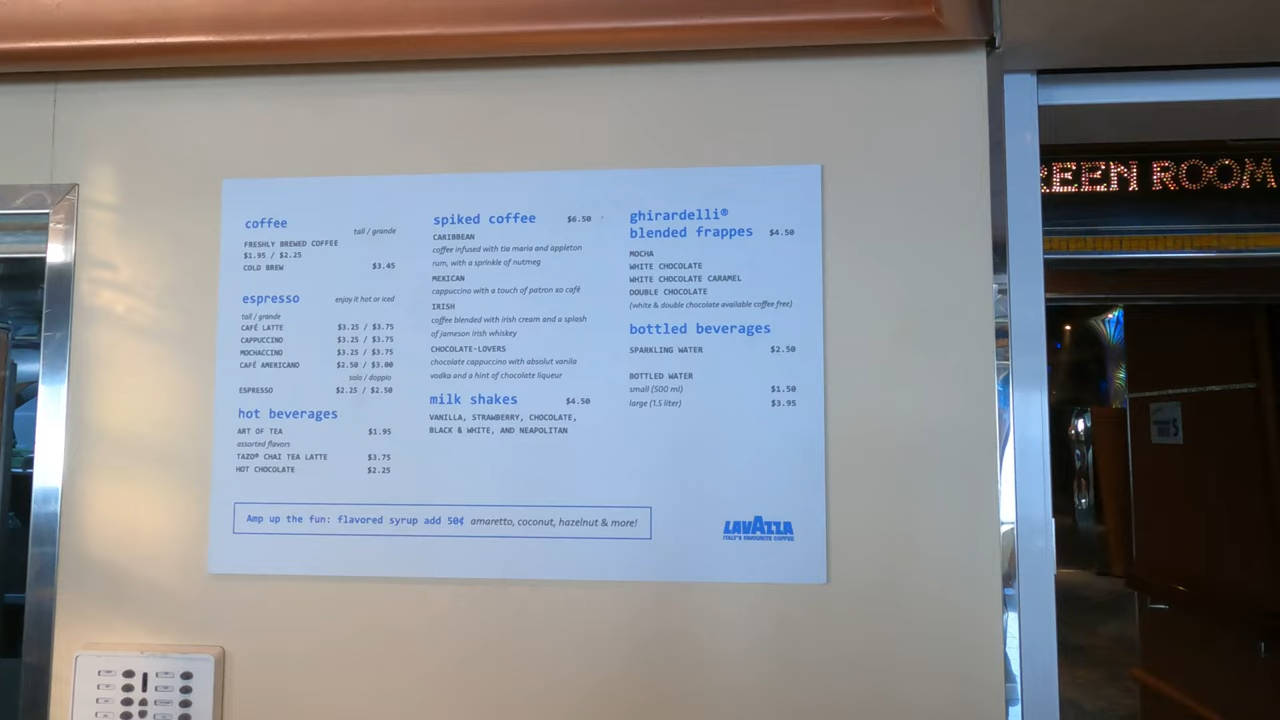 coffee
tall / grande
FRESHLY BREWED COFFEE
$1.95 / $2.25
COLD BREW $3.45
espresso enjoy it hot or iced
tall / grande
CAFÉ LATTE $3.25 / $3.75
CAPPUCCINO $3.25 / $3.75
MOCHACCINO $3.25 / $3.75
CAFÉ AMERICANO $2.50 / $3.00
solo / doppio
ESPRESSO $2.25 / $2.50
hot beverages
ART OF TEA $1.95
assorted flavors
TAZO® CHAI TEA LATTE $3.75
HOT CHOCOLATE $2.25
spiked coffee $6.50
CARIBBEAN
coffee infused with tia maria and appleton
rum, with a sprinkle of nutmeg
MEXICAN
cappuccino with a touch of patron xo café
IRISH
coffee blended with irish cream and a splash
of jameson irish whiskey
CHOCOLATE-LOVERS
chocolate cappuccino with absolut vanila
vodka and a hint of chocolate liqueur
milk shakes $4.50
VANILLA, STRAWBERRY, CHOCOLATE,
BLACK & WHITE, AND NEAPOLITAN
ghirardelli®
blended frappes $4.50
MOCHA
WHITE CHOCOLATE
WHITE CHOCOLATE CARAMEL
DOUBLE CHOCOLATE
(white & double chocolate available coffee free)
bottled beverages
SPARKLING WATER $2.50
BOTTLED WATER
small (500 ml) $1.50
large (1.5 liter) $3.95
Amp up the fun: flavored syrup add 50¢ amaretto, coconut, hazelnut & more!
LAVAZZA
ITALY'S FAVOURITE COFFEE
REEN ROOM